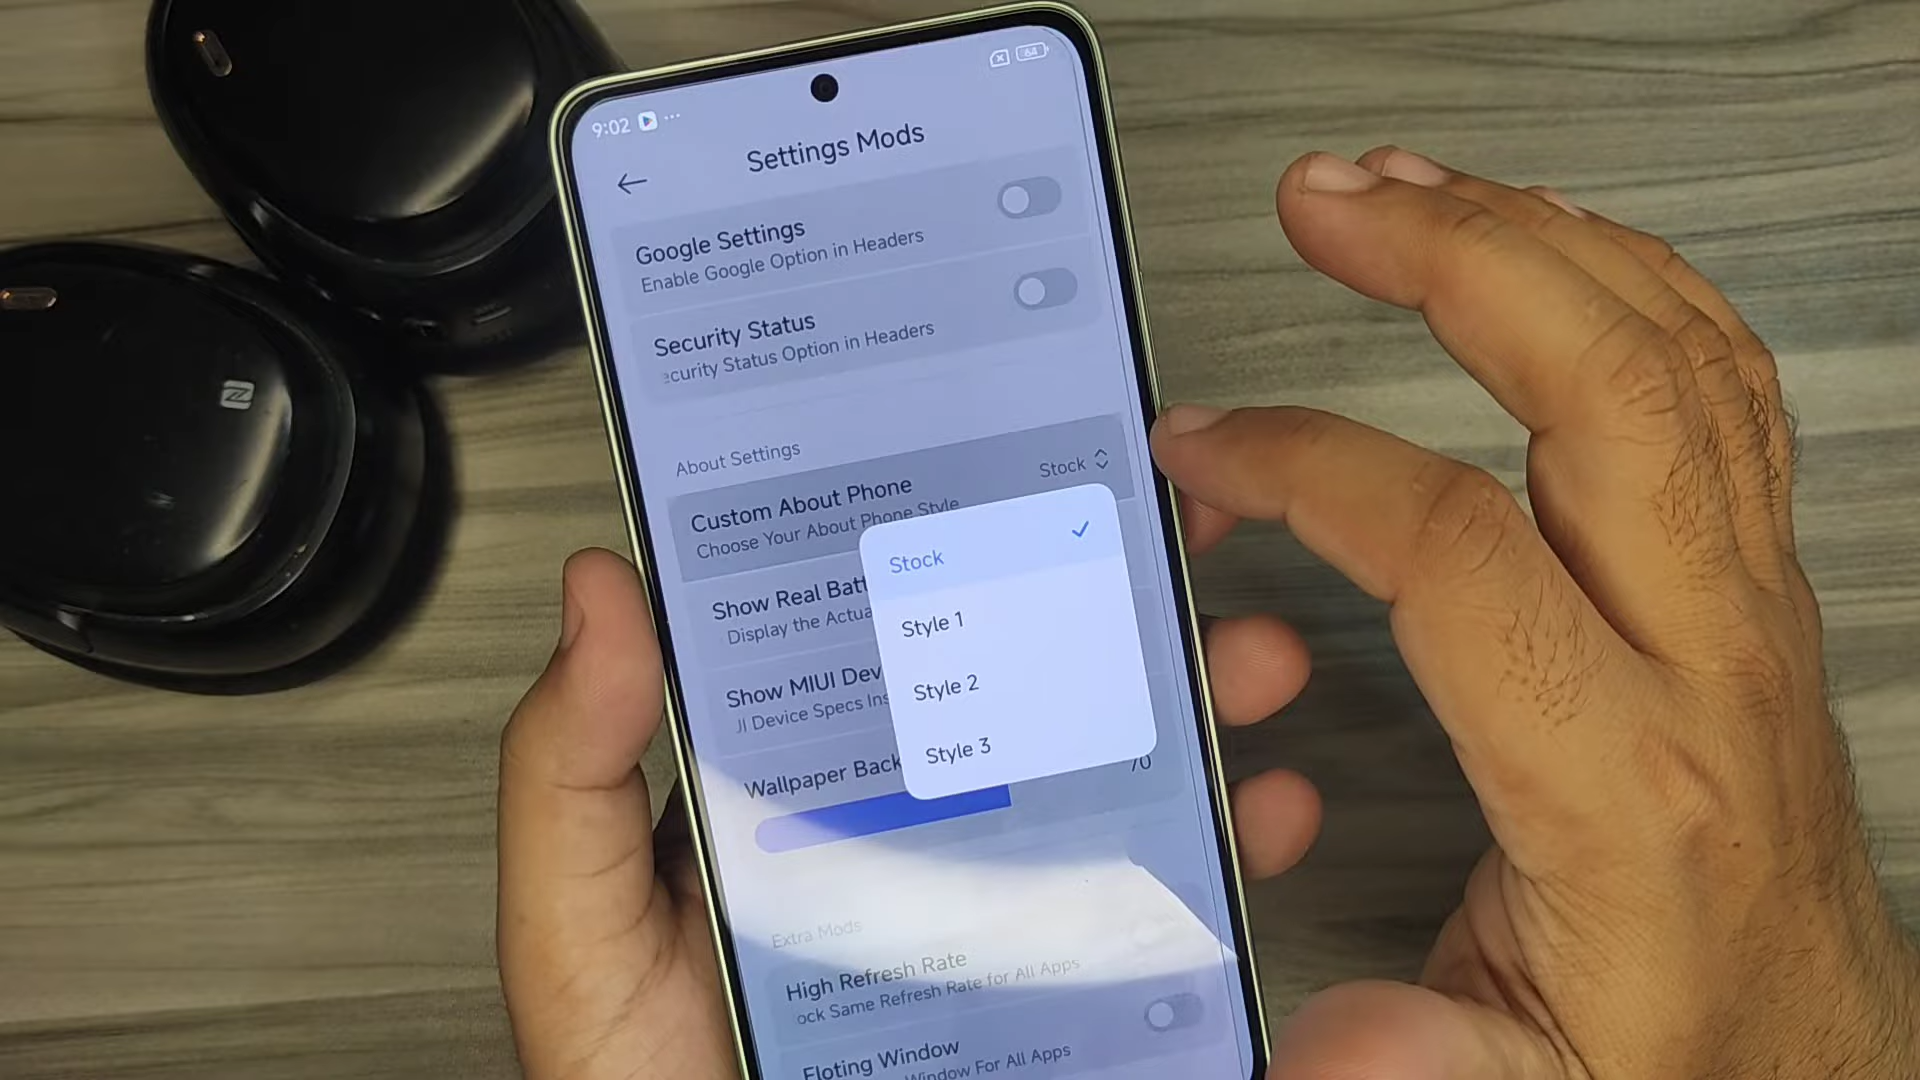 9:02 ...
64
Settings Mods
Google Settings
Enable Google Option in Headers
Security Status
ecurity Status Option in Headers
About Settings
Custom About Phone
Stock
Choose Your About Phone Style
Stock
Show Real Batt
Display the Actua
Style 1
Show MIUI Dev
JI Device Specs Ins
Style 2
Wallpaper Back
Style 3
70
Extra Mods
High Refresh Rate
ock Same Refresh Rate for All Apps
Floting Window
Window For All Apps